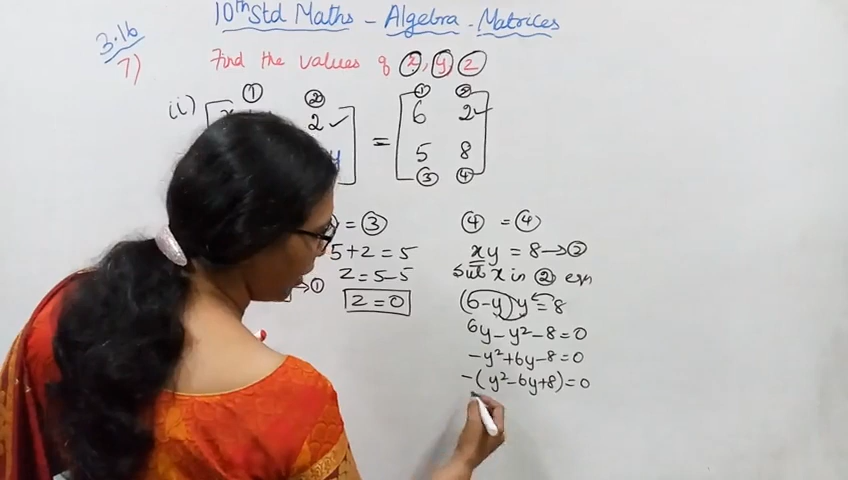 10th Std Maths - Algebra - Matrices
3.16
7) Find the values of x, y, z
① ② ① ②
ii) 2 ✓ = 6 2 ✓
y 5 8
③ ④
= ③ ④ = ④
5+z = 5 xy = 8 → ②
z = 5-5 Sub x in ② eqn
→ ① z = 0 (6-y)y = 8
6y - y² - 8 = 0
-y² + 6y - 8 = 0
-(y² - 6y + 8) = 0